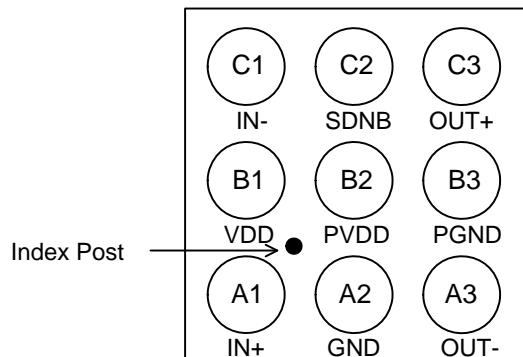 C1 C2 C3
IN- SDNB OUT+
B1 B2 B3
VDD PVDD PGND
Index Post
A1 A2 A3
IN+ GND OUT-